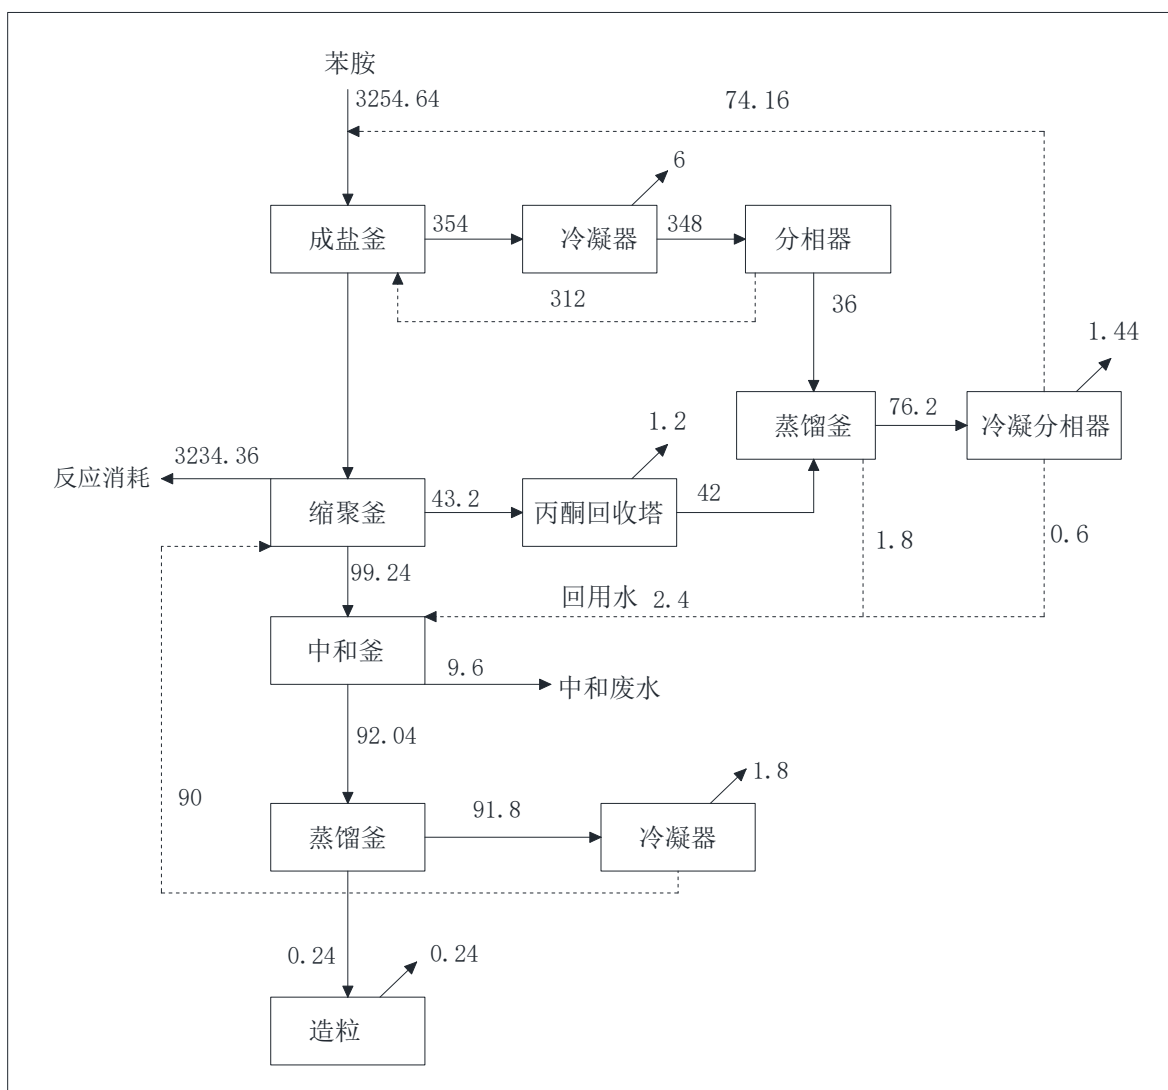 苯胺
3254.64
74.16
6
成盐釜
354
冷凝器
348
分相器
312
36
1.44
1.2
蒸馏釜
76.2
冷凝分相器
3234.36
反应消耗
缩聚釜
43.2
丙酮回收塔
42
1.8
0.6
99.24
回用水 2.4
中和釜
9.6
中和废水
92.04
1.8
90
蒸馏釜
91.8
冷凝器
0.24
0.24
造粒